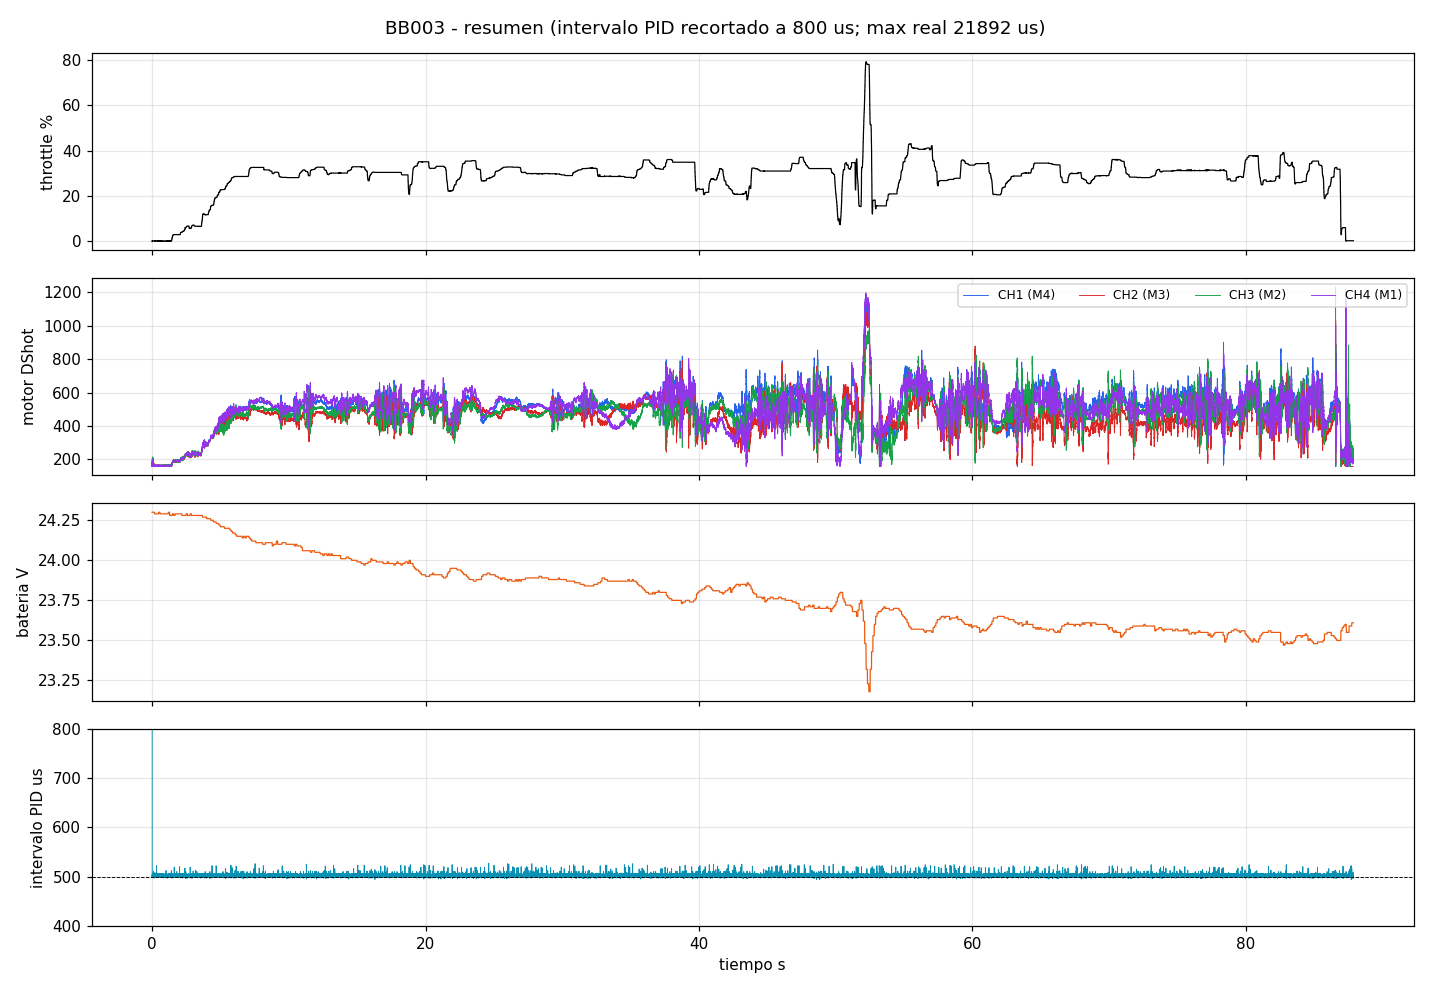 BB003 - resumen (intervalo PID recortado a 800 us; max real 21892 us)
throttle %
80
60
40
20
0
motor DShot
1200
1000
800
600
400
200
CH1 (M4) CH2 (M3) CH3 (M2) CH4 (M1)
bateria V
24.25
24.00
23.75
23.50
23.25
intervalo PID us
800
700
600
500
400
0 20 40 60 80
tiempo s